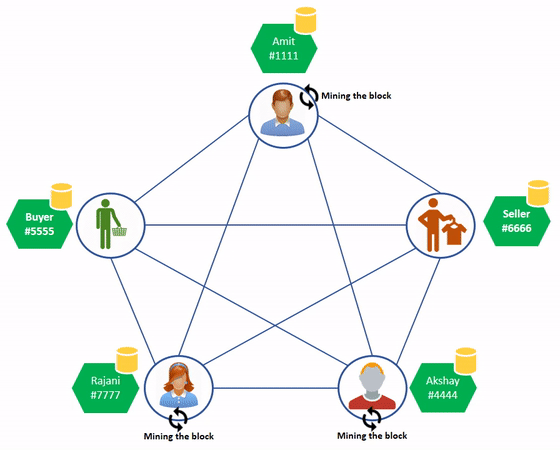 Amit
#1111
Mining the block
Buyer
#5555
Seller
#6666
Rajani
#7777
Akshay
#4444
Mining the block
Mining the block